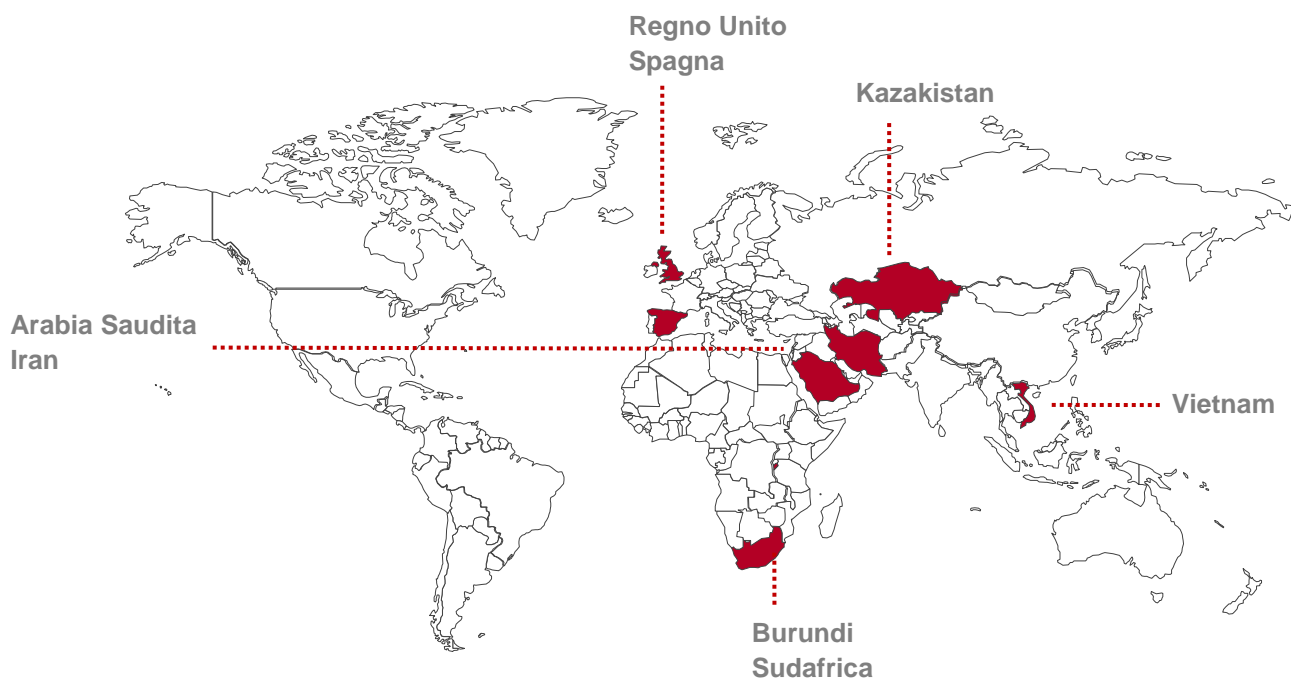 Regno Unito
Spagna
Kazakistan
Arabia Saudita
Iran
Vietnam
Burundi
Sudafrica